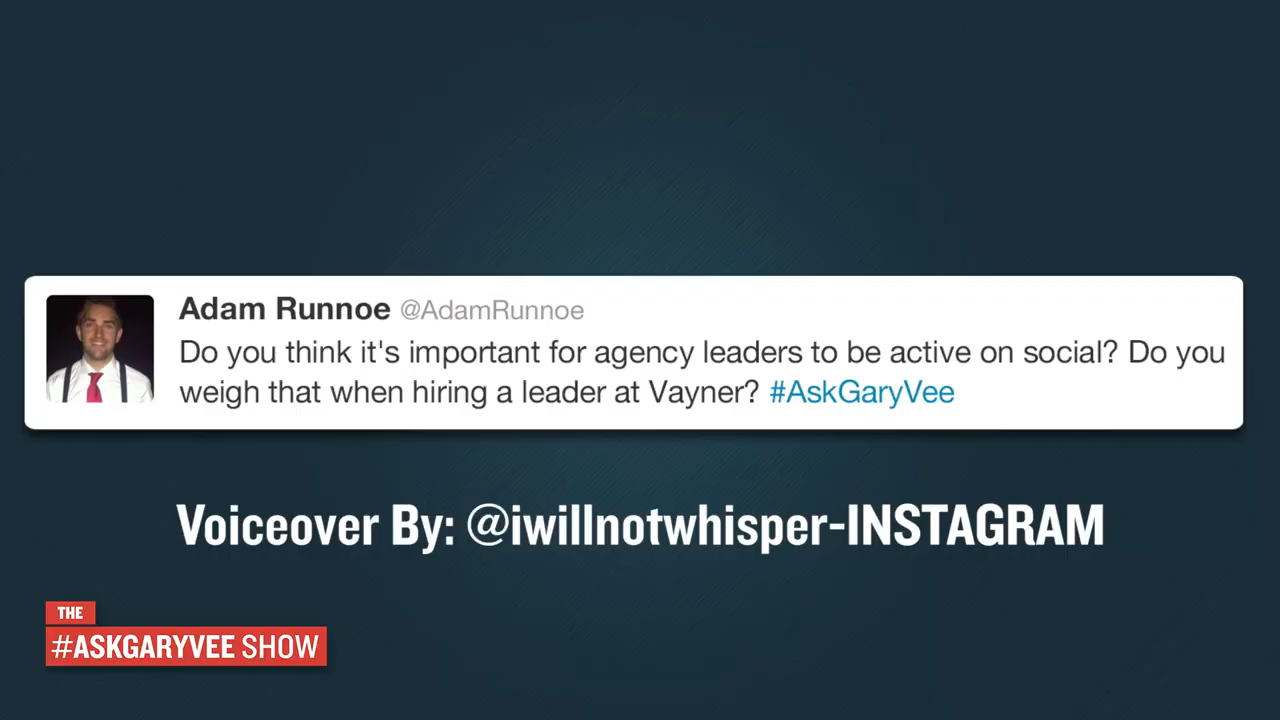 Adam Runnoe @AdamRunnoe
Do you think it's important for agency leaders to be active on social? Do you
weigh that when hiring a leader at Vayner? #AskGaryVee
Voiceover By: @iwillnotwhisper-INSTAGRAM
THE
#ASKGARYVEE SHOW